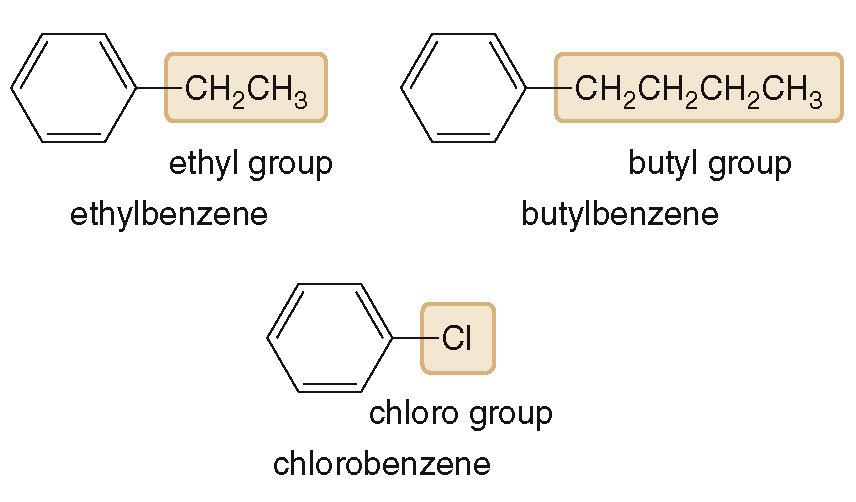 CH₂CH₃
ethyl group
ethylbenzene
CH₂CH₂CH₂CH₃
butyl group
butylbenzene
Cl
chloro group
chlorobenzene